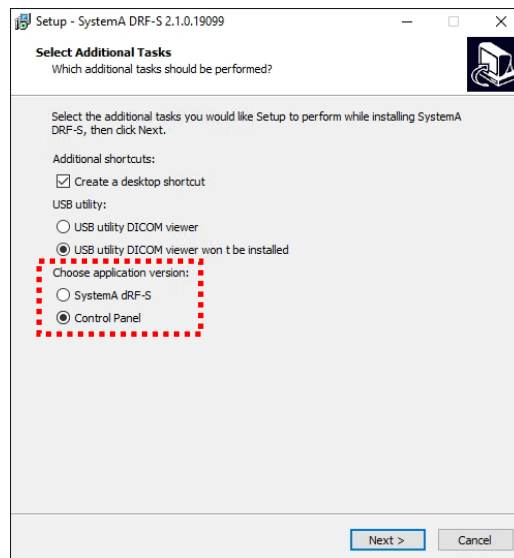 Setup - SystemA DRF-S 2.1.0.19099
Select Additional Tasks
Which additional tasks should be performed?
Select the additional tasks you would like Setup to perform while installing SystemA
DRF-S, then click Next.
Additional shortcuts:
Create a desktop shortcut
USB utility:
USB utility DICOM viewer
USB utility DICOM viewer won t be installed
Choose application version:
SystemA dRF-S
Control Panel
Next >
Cancel